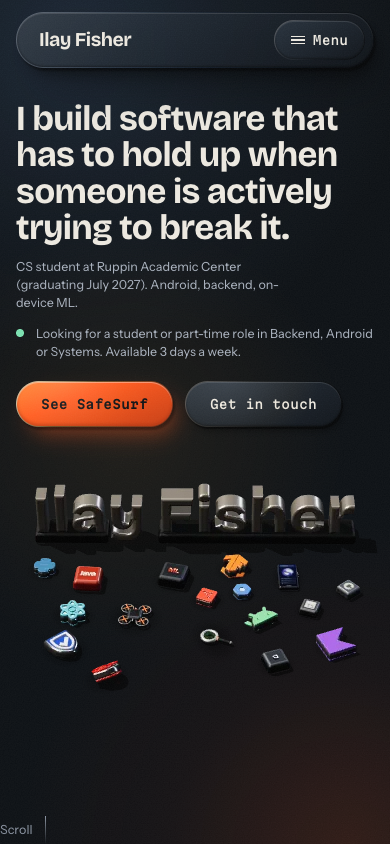 Ilay Fisher
Menu
I build software that
has to hold up when
someone is actively
trying to break it.
CS student at Ruppin Academic Center
(graduating July 2027). Android, backend, on-
device ML.
Looking for a student or part-time role in Backend, Android
or Systems. Available 3 days a week.
See SafeSurf
Get in touch
Ilay Fisher
Java
ML
Scroll